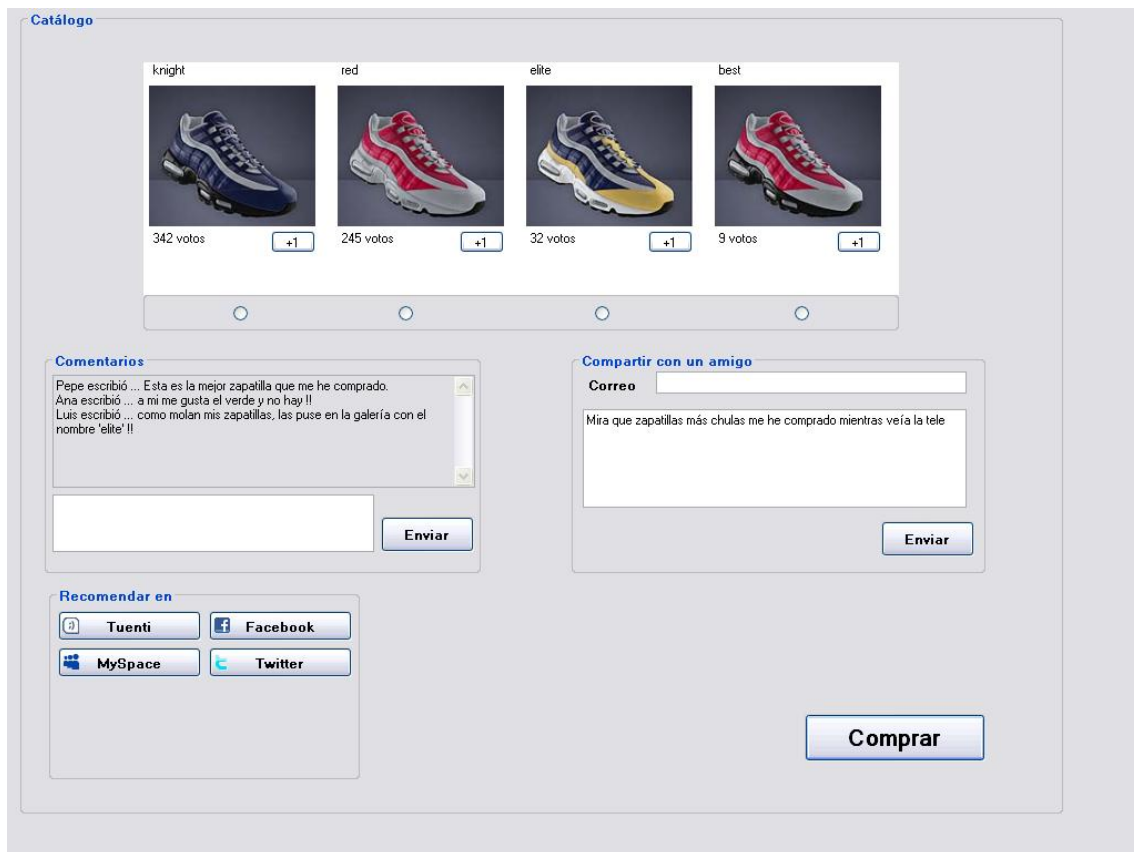 Catálogo
knight red elite best
342 votos +1 245 votos +1 32 votos +1 9 votos +1
Comentarios
Pepe escribió ... Esta es la mejor zapatilla que me he comprado.
Ana escribió ... a mi me gusta el verde y no hay !!
Luis escribió ... como molan mis zapatillas, las puse en la galería con el
nombre 'elite' !!
Enviar
Compartir con un amigo
Correo
Mira que zapatillas más chulas me he comprado mientras veía la tele
Enviar
Recomendar en
Tuenti Facebook
MySpace Twitter
Comprar